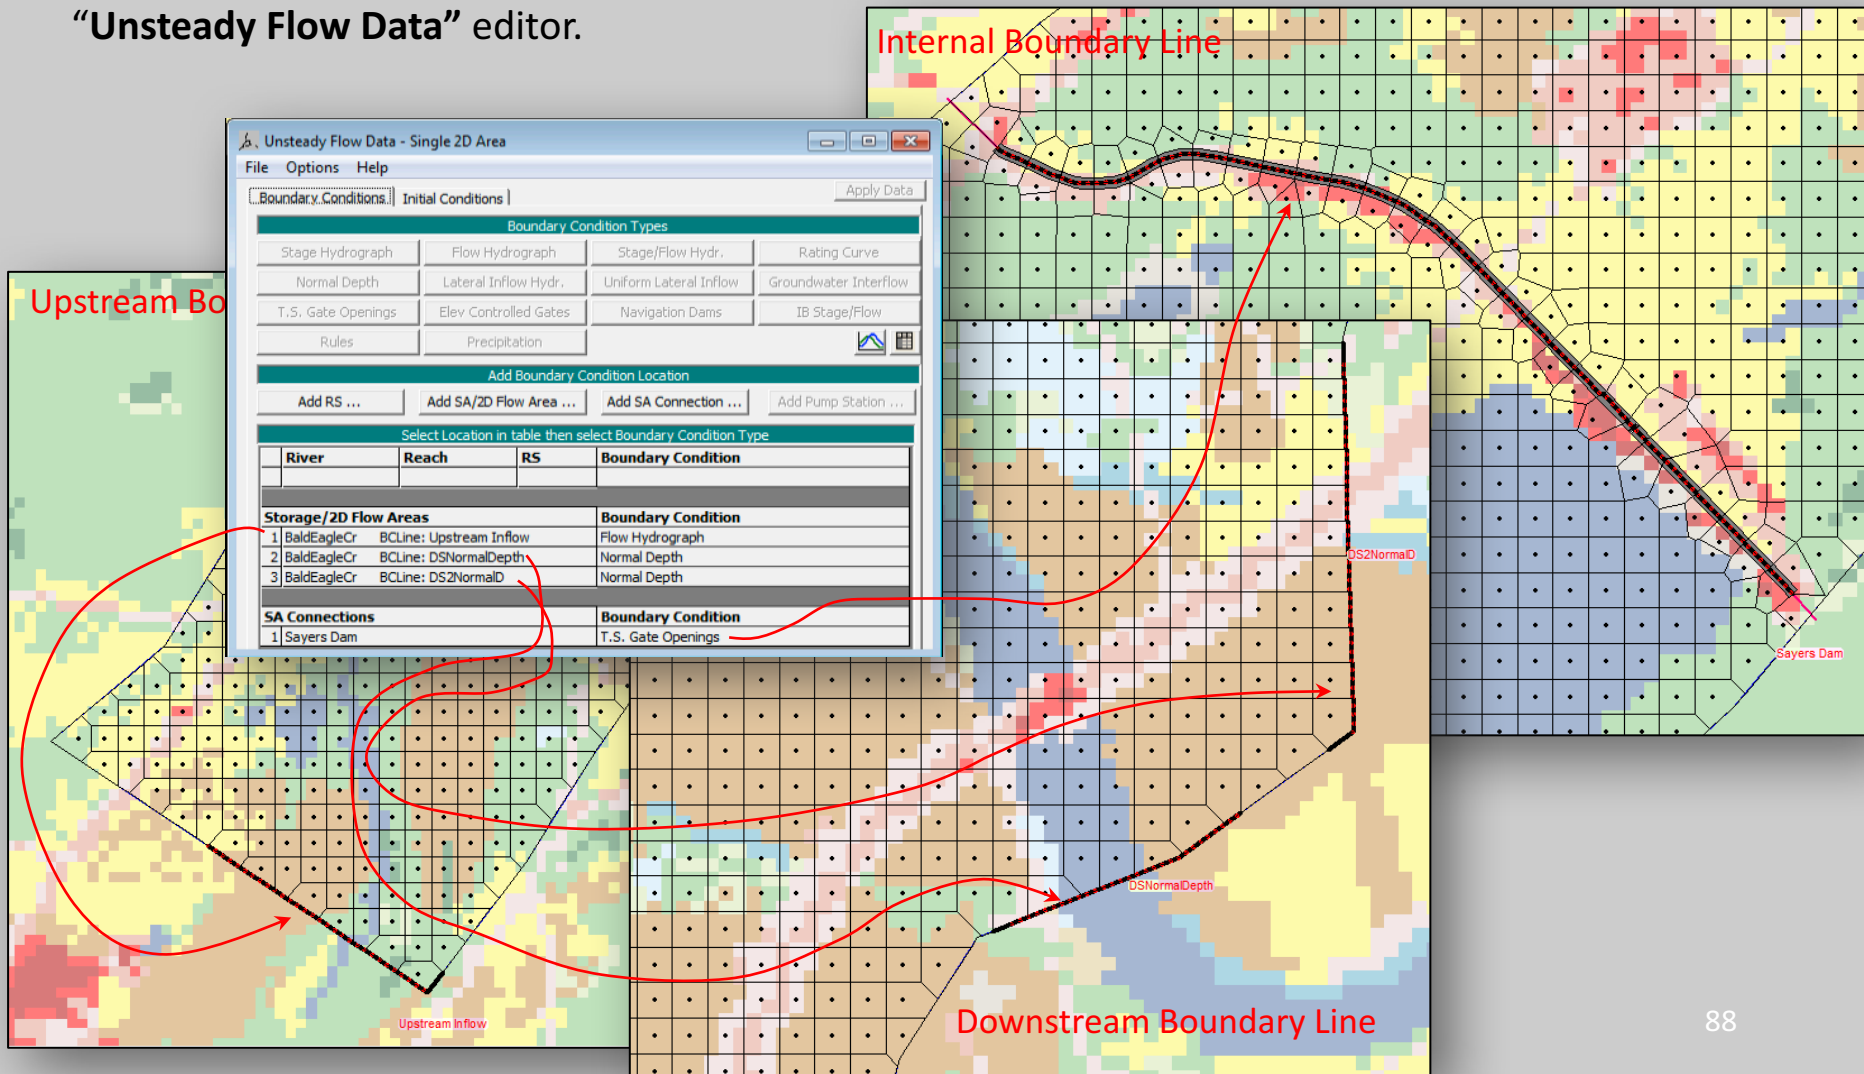 “Unsteady Flow Data” editor.
Internal Boundary Line
Unsteady Flow Data - Single 2D Area
File Options Help
Boundary Conditions Initial Conditions Apply Data
Boundary Condition Types
Stage Hydrograph Flow Hydrograph Stage/Flow Hydr. Rating Curve
Normal Depth Lateral Inflow Hydr. Uniform Lateral Inflow Groundwater Interflow
T.S. Gate Openings Elev Controlled Gates Navigation Dams IB Stage/Flow
Rules Precipitation
Add Boundary Condition Location
Add RS ... Add SA/2D Flow Area ... Add SA Connection ... Add Pump Station ...
Select Location in table then select Boundary Condition Type
River Reach RS Boundary Condition
Storage/2D Flow Areas Boundary Condition
1 BaldEagleCr BCLine: Upstream Inflow Flow Hydrograph
2 BaldEagleCr BCLine: DSNormalDepth Normal Depth
3 BaldEagleCr BCLine: DS2NormalD Normal Depth
SA Connections Boundary Condition
1 Sayers Dam T.S. Gate Openings
Upstream Bo
DS2NormalD
Sayers Dam
DSNormalDepth
Upstream Inflow
Downstream Boundary Line
88